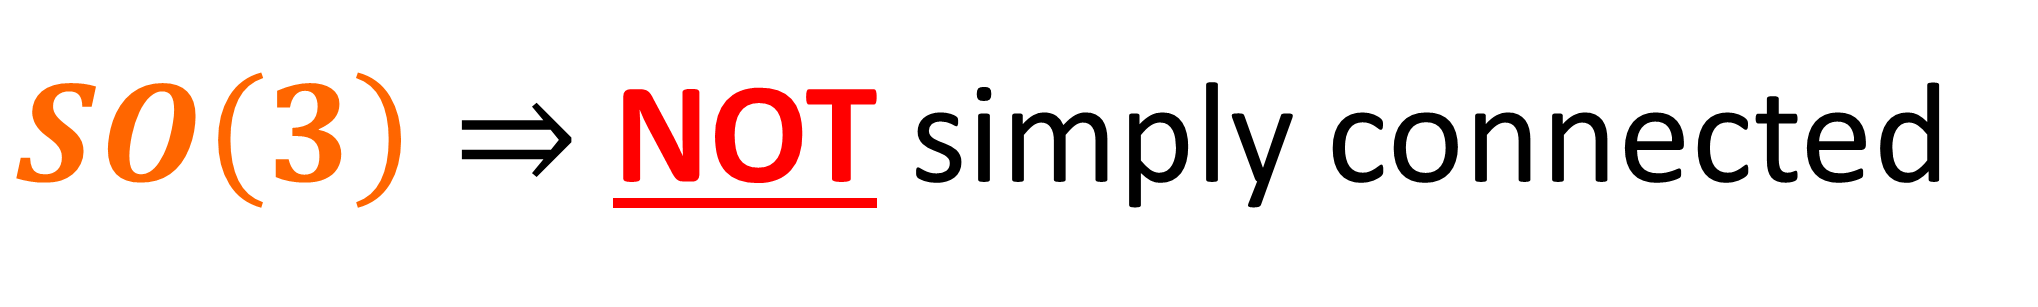 SO(3) ⇒ NOT simply connected